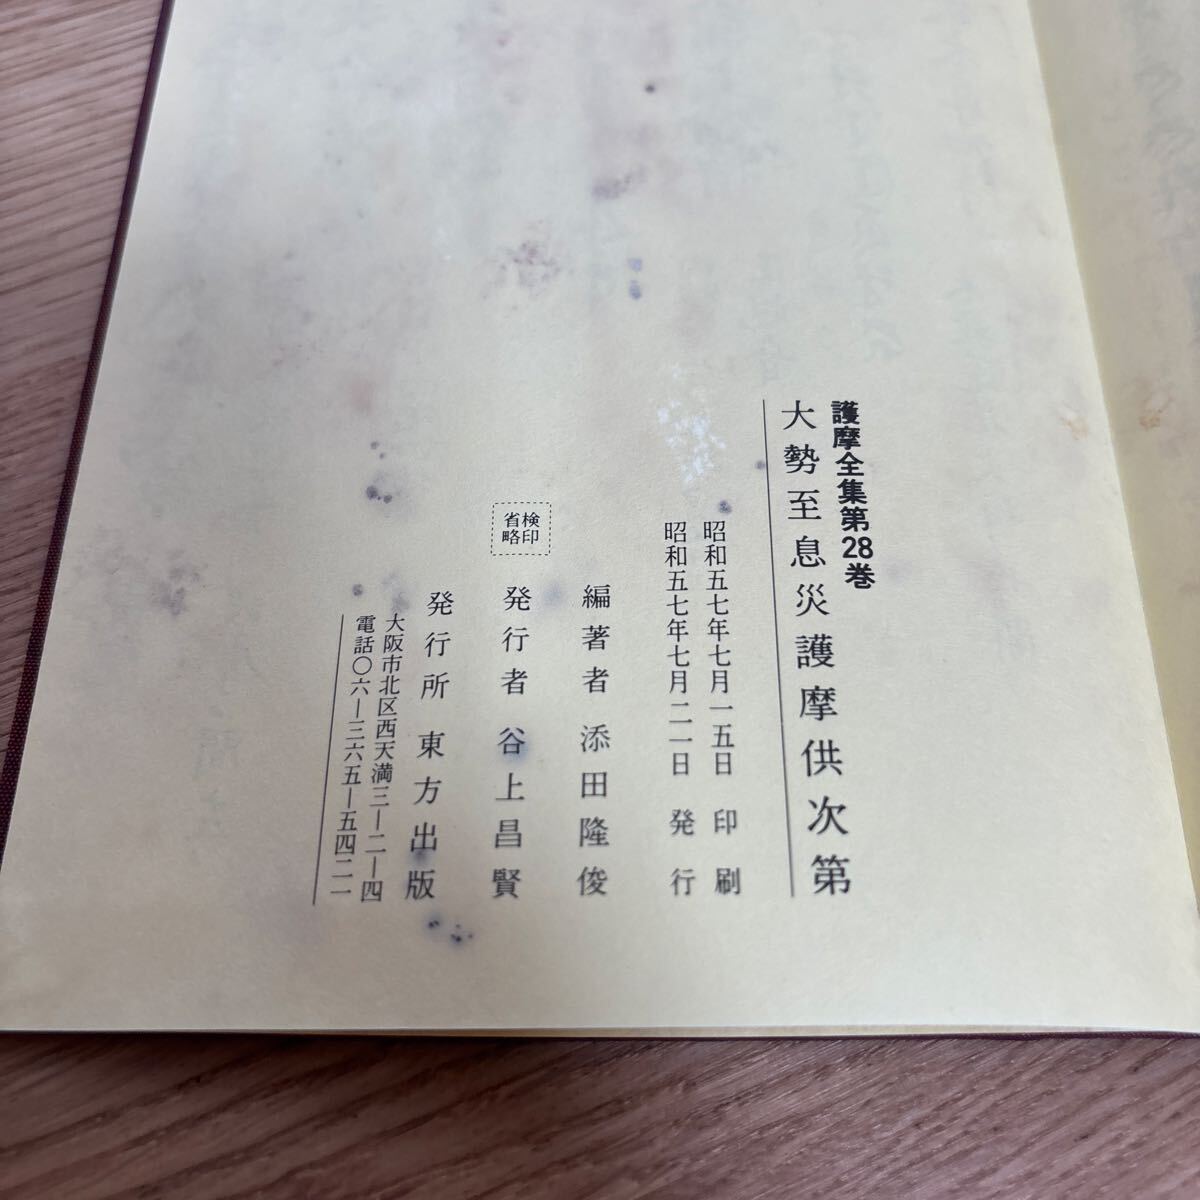 護摩全集第28巻
大勢至息災護摩供次第
昭和五七年七月一五日 印刷
昭和五七年七月二一日 発行
編著者 添田隆俊
検印
省略
発行者 谷上昌賢
発行所 東方出版
大阪市北区西天満三―二―四
電話〇六―三六五―五四二一